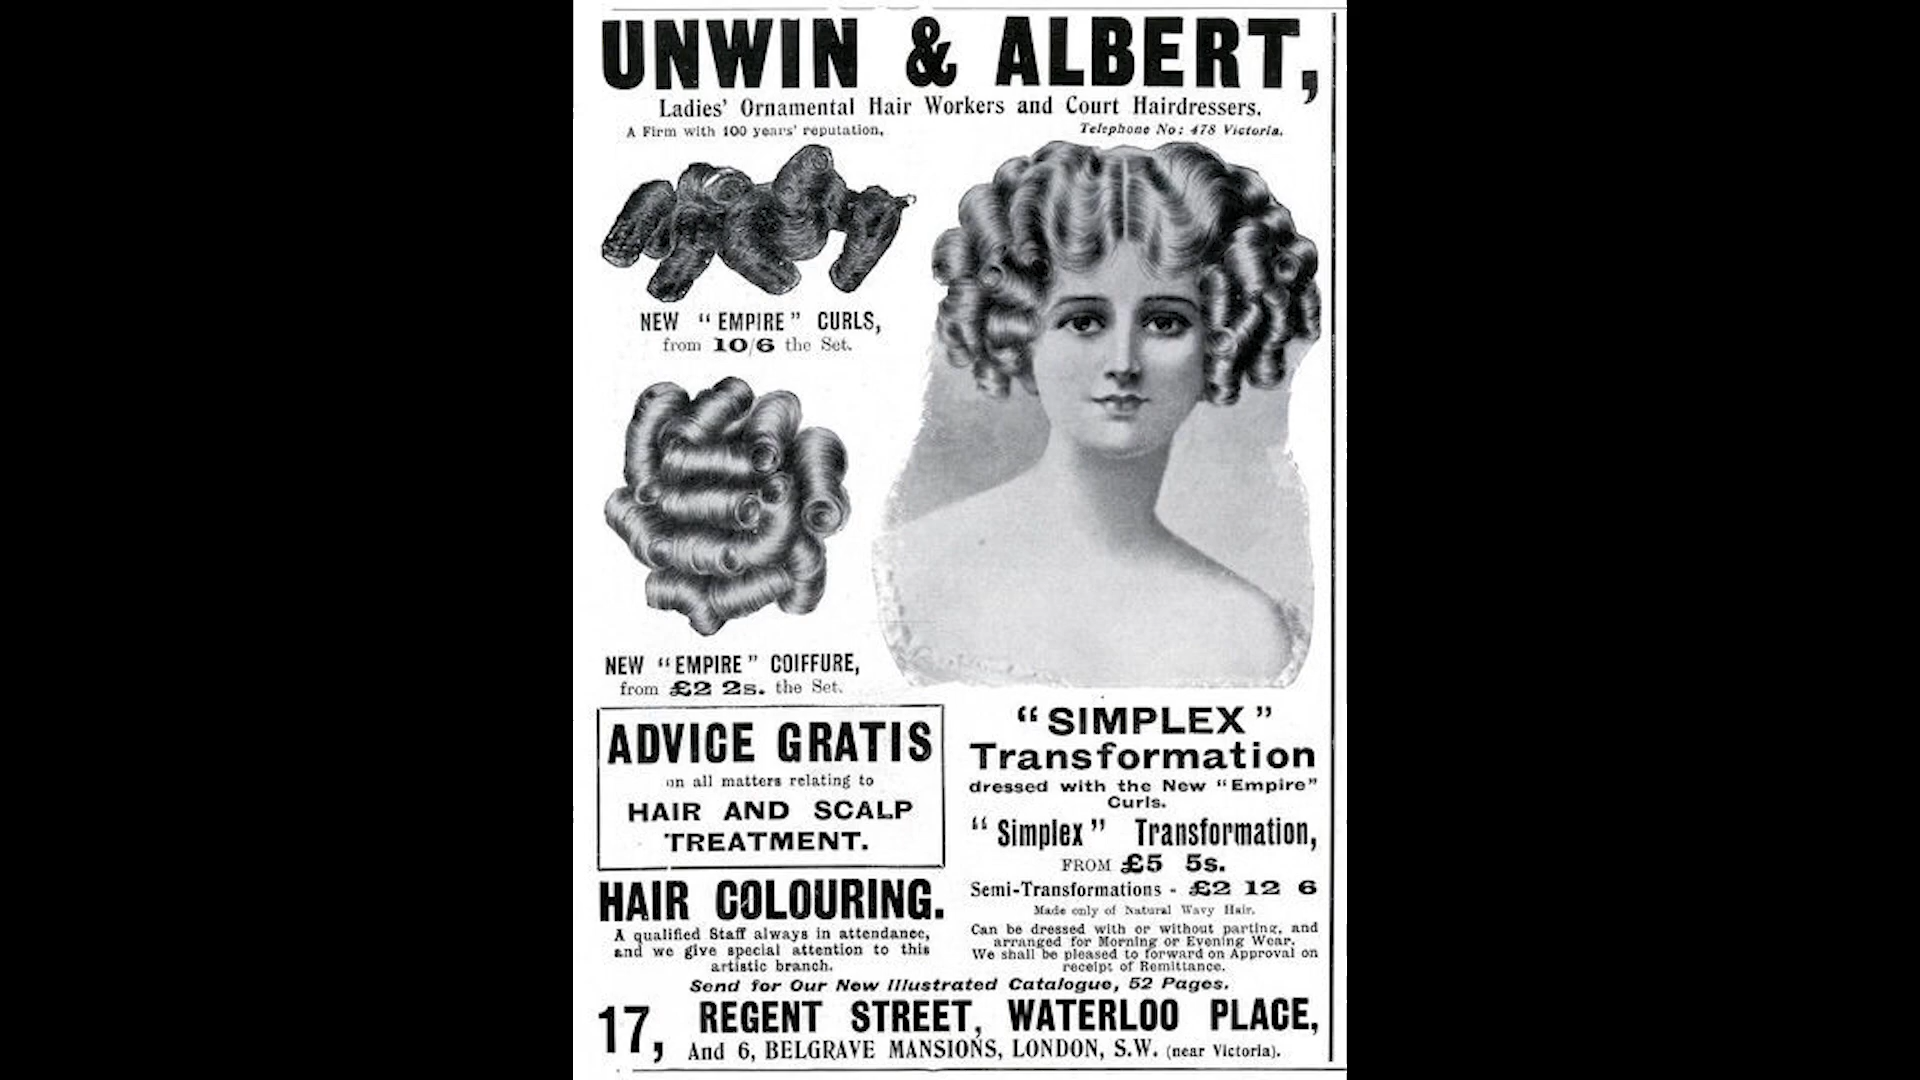 UNWIN & ALBERT,
Ladies' Ornamental Hair Workers and Court Hairdressers.
A Firm with 100 years' reputation,
Telephone No: 478 Victoria.
NEW "EMPIRE" CURLS,
from 10/6 the Set.
NEW "EMPIRE" COIFFURE,
from £2 2s. the Set.
ADVICE GRATIS
on all matters relating to
HAIR AND SCALP
TREATMENT.
HAIR COLOURING.
A qualified Staff always in attendance,
and we give special attention to this
artistic branch.
"SIMPLEX"
Transformation
dressed with the New "Empire"
Curls.
"Simplex" Transformation,
FROM £5 5s.
Semi-Transformations - £2 12 6
Made only of Natural Wavy Hair.
Can be dressed with or without parting, and
arranged for Morning or Evening Wear.
We shall be pleased to forward on Approval on
receipt of Remittance.
Send for Our New Illustrated Catalogue, 52 Pages.
17, REGENT STREET, WATERLOO PLACE,
And 6, BELGRAVE MANSIONS, LONDON, S.W. (near Victoria).